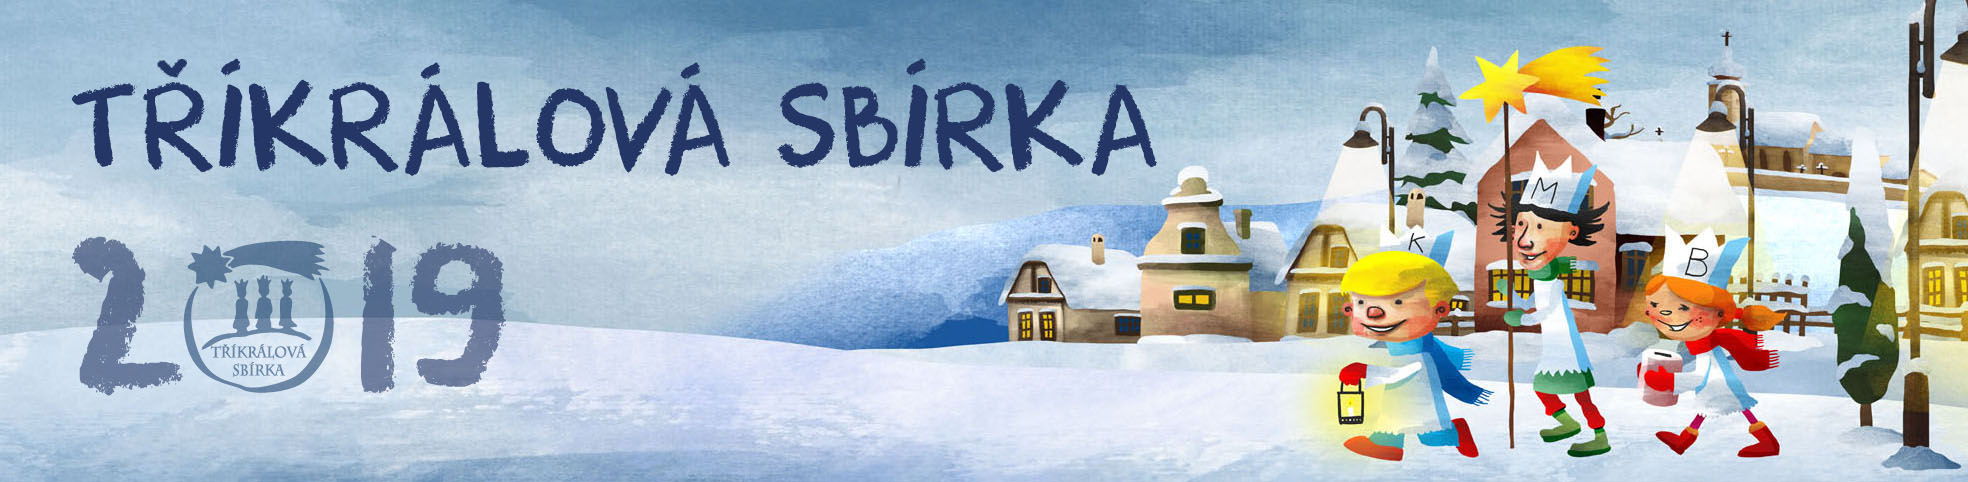 TŘÍKRÁLOVÁ SBÍRKA
2019
TŘÍKRÁLOVÁ
SBÍRKA
K
M
B